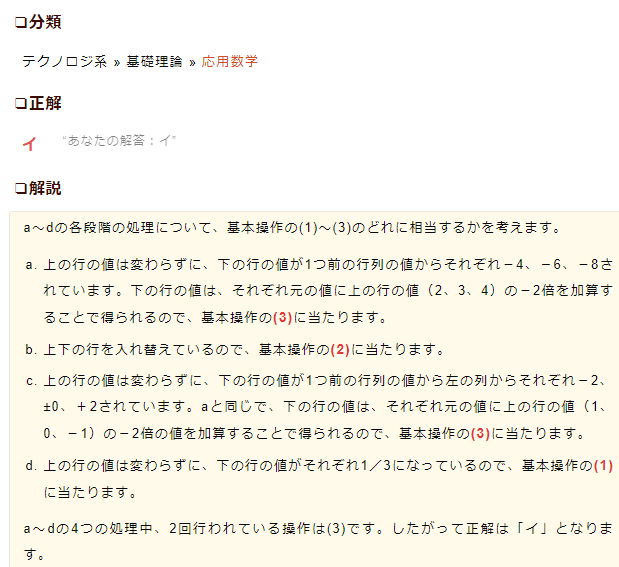 ❏分類
テクノロジ系 » 基礎理論 » 応用数学
❏正解
イ “あなたの解答：イ”
❏解説
a～dの各段階の処理について、基本操作の(1)～(3)のどれに相当するかを考えます。
a. 上の行の値は変わらずに、下の行の値が1つ前の行列の値からそれぞれ－4、－6、－8さ
れています。下の行の値は、それぞれ元の値に上の行の値（2、3、4）の－2倍を加算す
ることで得られるので、基本操作の(3)に当たります。
b. 上下の行を入れ替えているので、基本操作の(2)に当たります。
c. 上の行の値は変わらずに、下の行の値が1つ前の行列の値から左の列からそれぞれ－2、
±0、＋2されています。aと同じで、下の行の値は、それぞれ元の値に上の行の値（1、
0、－1）の－2倍の値を加算することで得られるので、基本操作の(3)に当たります。
d. 上の行の値は変わらずに、下の行の値がそれぞれ1／3になっているので、基本操作の(1)
に当たります。
a～dの4つの処理中、2回行われている操作は(3)です。したがって正解は「イ」となりま
す。